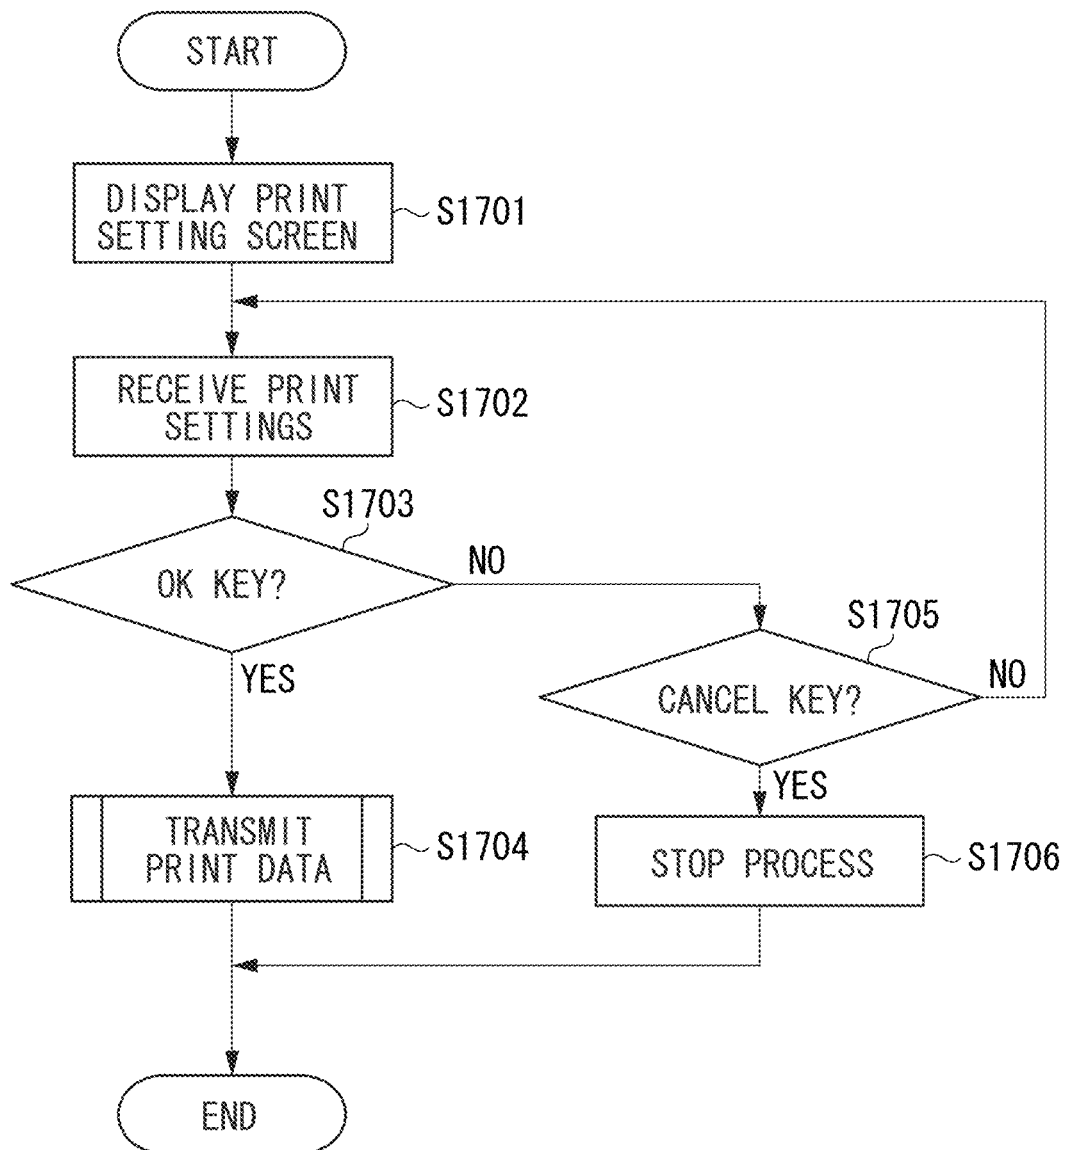 START
DISPLAY PRINT
SETTING SCREEN
S1701
RECEIVE PRINT
SETTINGS
S1702
S1703
OK KEY?
NO
YES
S1705
CANCEL KEY?
NO
YES
TRANSMIT
PRINT DATA
S1704
STOP PROCESS
S1706
END